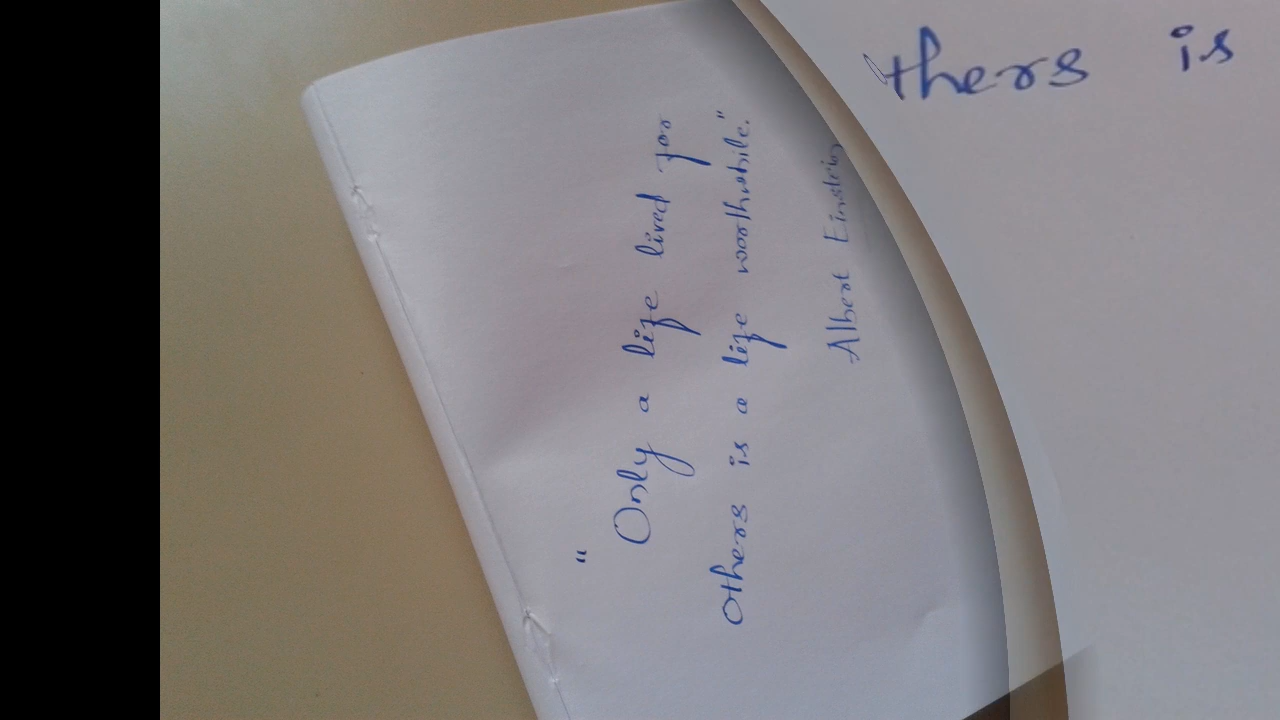 "Only a life lived for
Others is a life worthwhile."
Albert Einstein
thers is